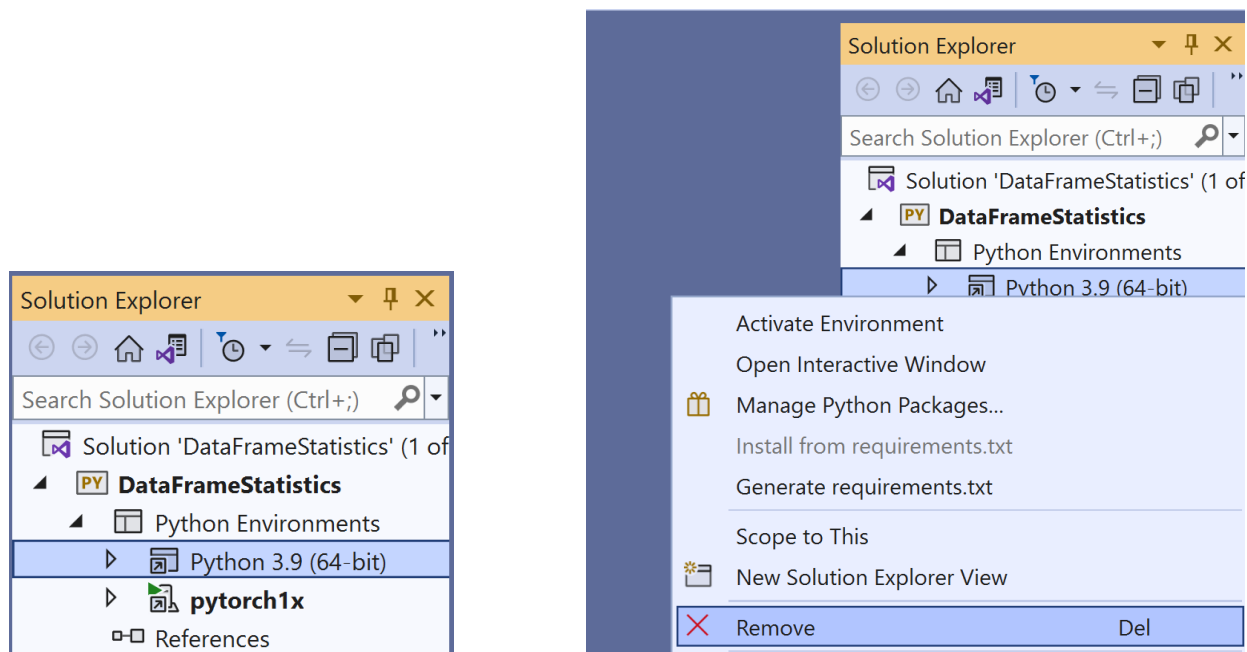 Solution Explorer
Search Solution Explorer (Ctrl+;)
Solution 'DataFrameStatistics' (1 of
PY DataFrameStatistics
Python Environments
Python 3.9 (64-bit)
pytorch1x
References
Solution Explorer
Search Solution Explorer (Ctrl+;)
Solution 'DataFrameStatistics' (1 of
PY DataFrameStatistics
Python Environments
Python 3.9 (64-bit)
Activate Environment
Open Interactive Window
Manage Python Packages...
Install from requirements.txt
Generate requirements.txt
Scope to This
New Solution Explorer View
Remove Del